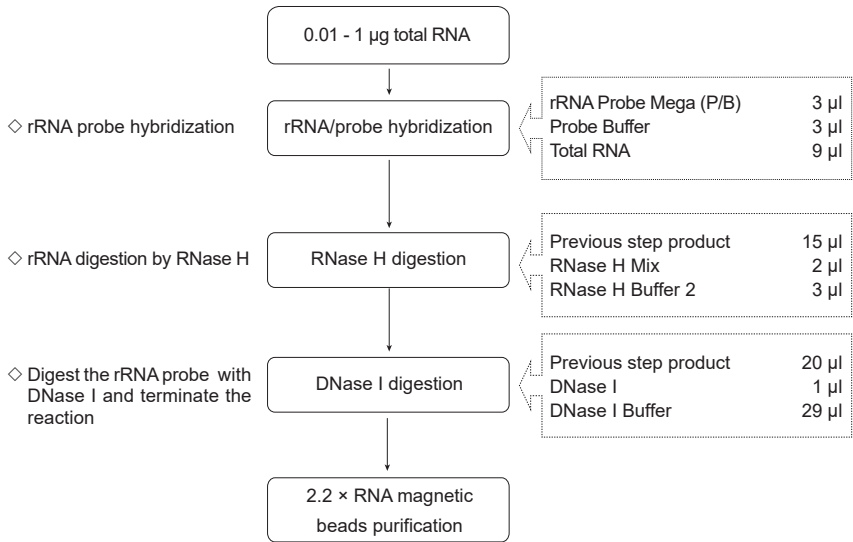 0.01 - 1 µg total RNA
◇ rRNA probe hybridization
rRNA/probe hybridization
rRNA Probe Mega (P/B) 3 µl
Probe Buffer 3 µl
Total RNA 9 µl
◇ rRNA digestion by RNase H
RNase H digestion
Previous step product 15 µl
RNase H Mix 2 µl
RNase H Buffer 2 3 µl
◇ Digest the rRNA probe with
DNase I and terminate the
reaction
DNase I digestion
Previous step product 20 µl
DNase I 1 µl
DNase I Buffer 29 µl
2.2 × RNA magnetic
beads purification